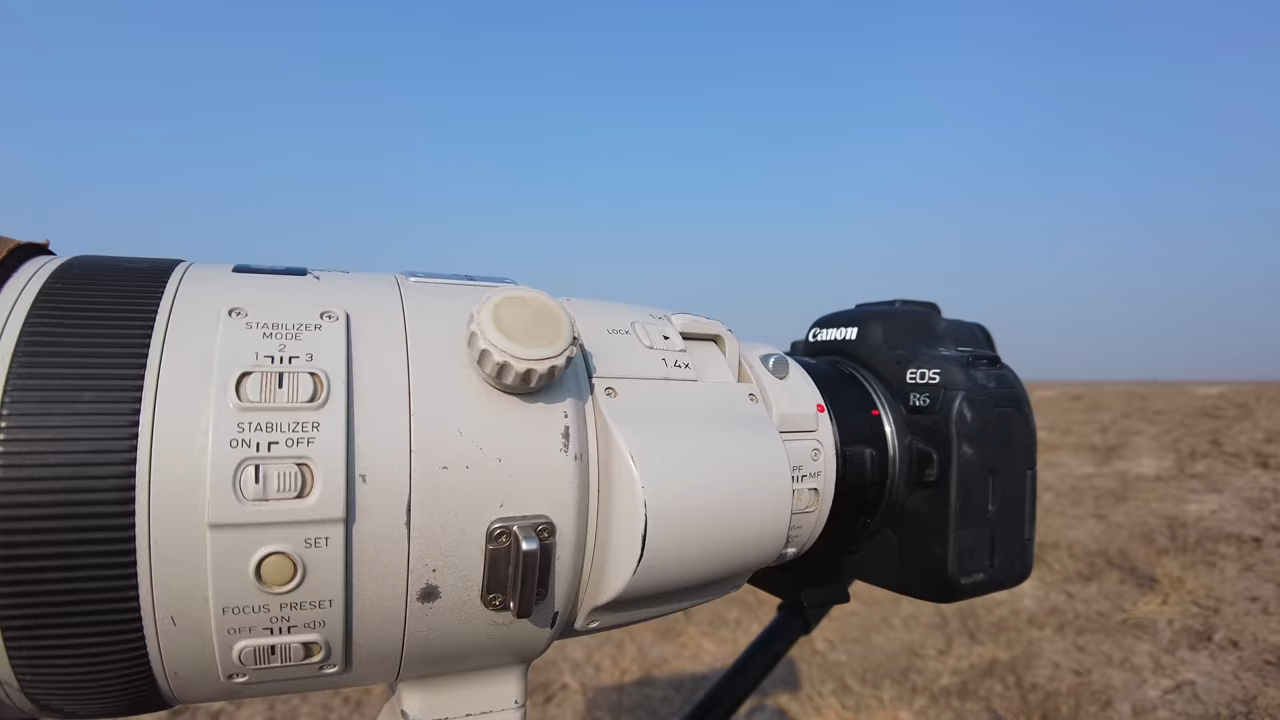 STABILIZER
MODE
2
1 3
STABILIZER
ON OFF
SET
FOCUS PRESET
ON
OFF
1x
LOCK
1.4x
PF
MF
Canon
EOS
R6